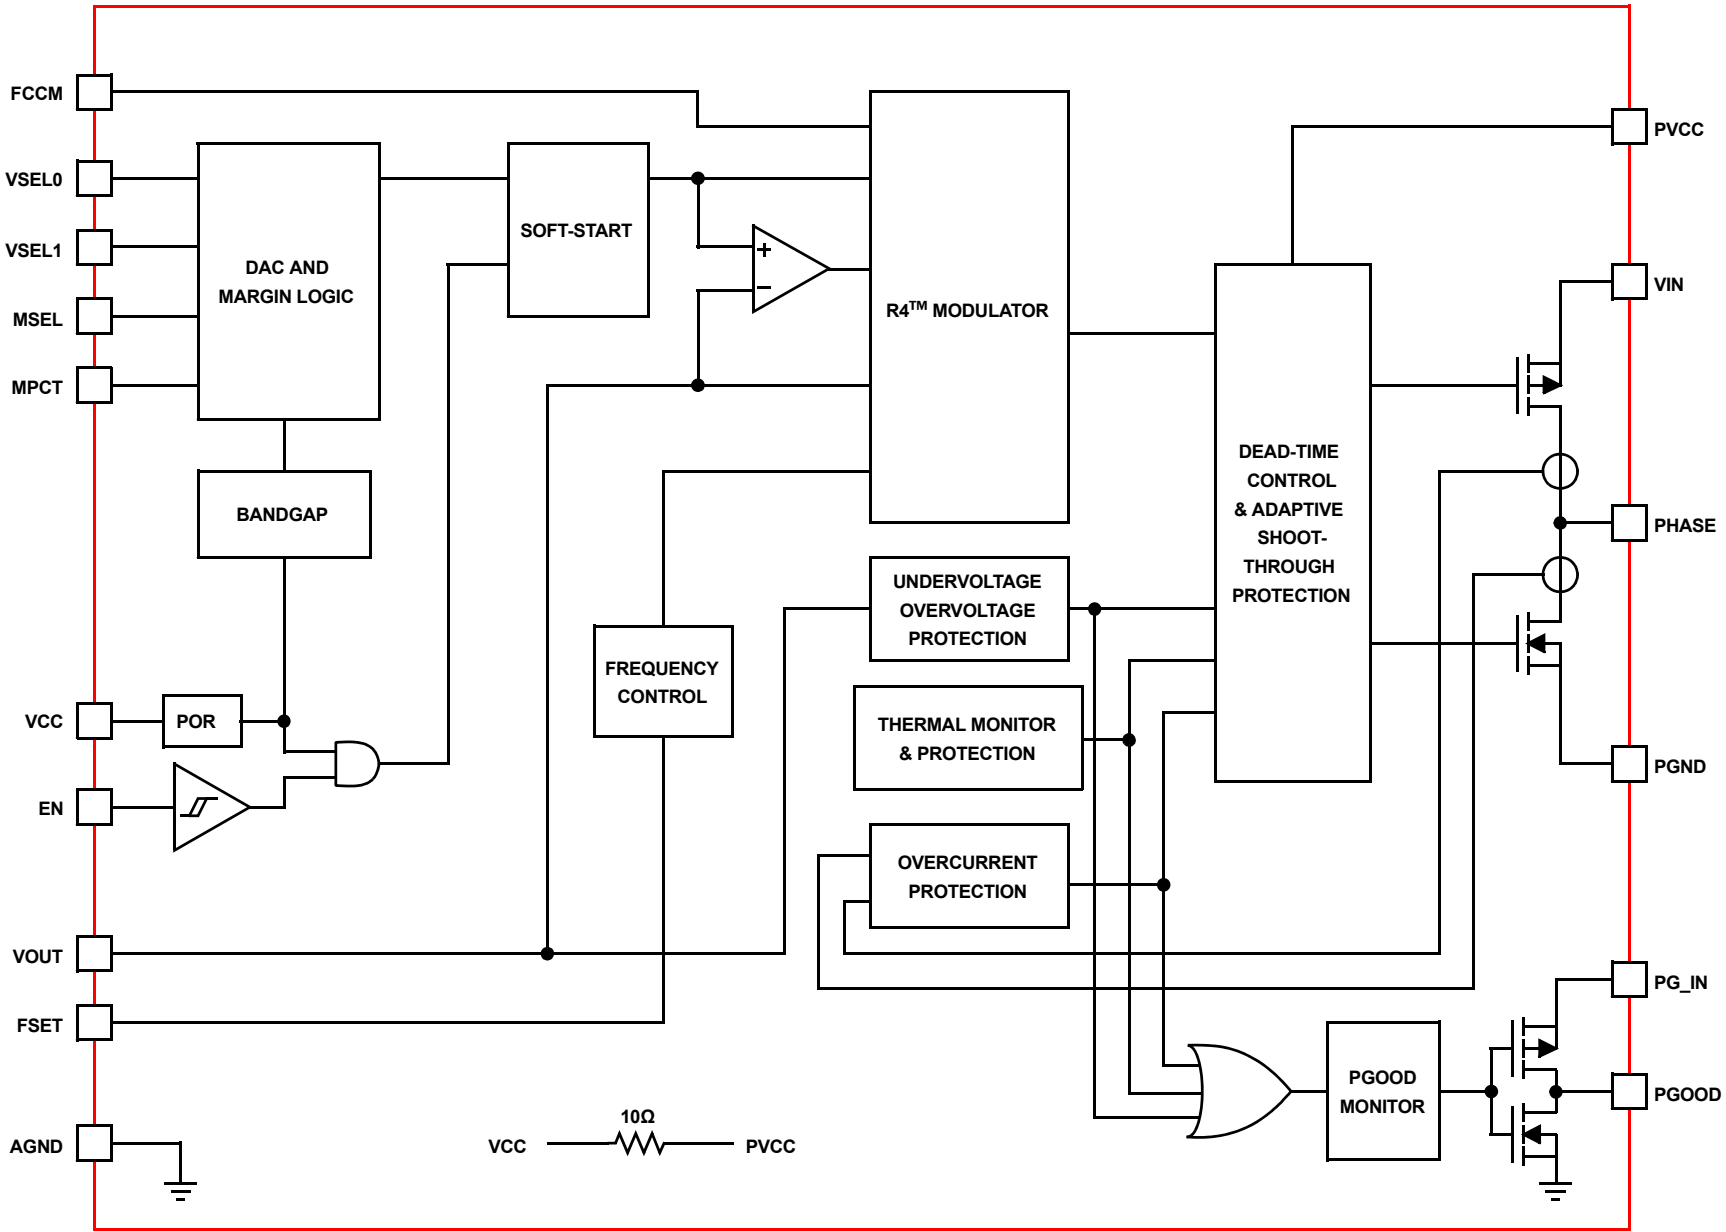 FCCM
VSEL0
VSEL1
MSEL
MPCT
VCC
EN
VOUT
FSET
AGND
DAC AND
MARGIN LOGIC
BANDGAP
POR
SOFT-START
+
−
R4™ MODULATOR
FREQUENCY
CONTROL
UNDERVOLTAGE
OVERVOLTAGE
PROTECTION
THERMAL MONITOR
& PROTECTION
OVERCURRENT
PROTECTION
DEAD-TIME
CONTROL
& ADAPTIVE
SHOOT-
THROUGH
PROTECTION
PGOOD
MONITOR
VCC
10Ω
PVCC
PVCC
VIN
PHASE
PGND
PG_IN
PGOOD